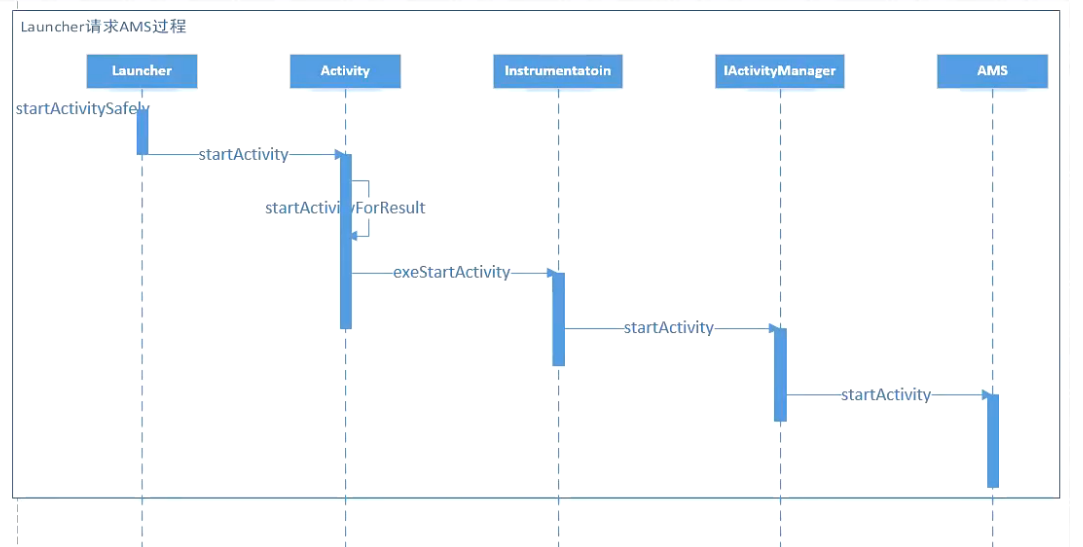 Launcher请求AMS过程
Launcher
Activity
Instrumentatoin
IActivityManager
AMS
startActivitySafely
startActivity
startActivityForResult
exeStartActivity
startActivity
startActivity